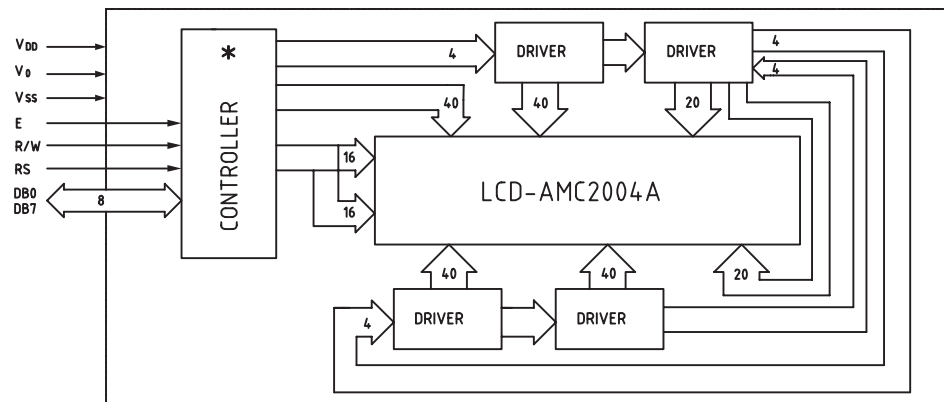 VDD
V0
VSS
E
R/W
RS
DB0
DB7
8
*
CONTROLLER
4
DRIVER
DRIVER
4
4
40
40
20
16
16
LCD-AMC2004A
40
40
20
4
DRIVER
DRIVER